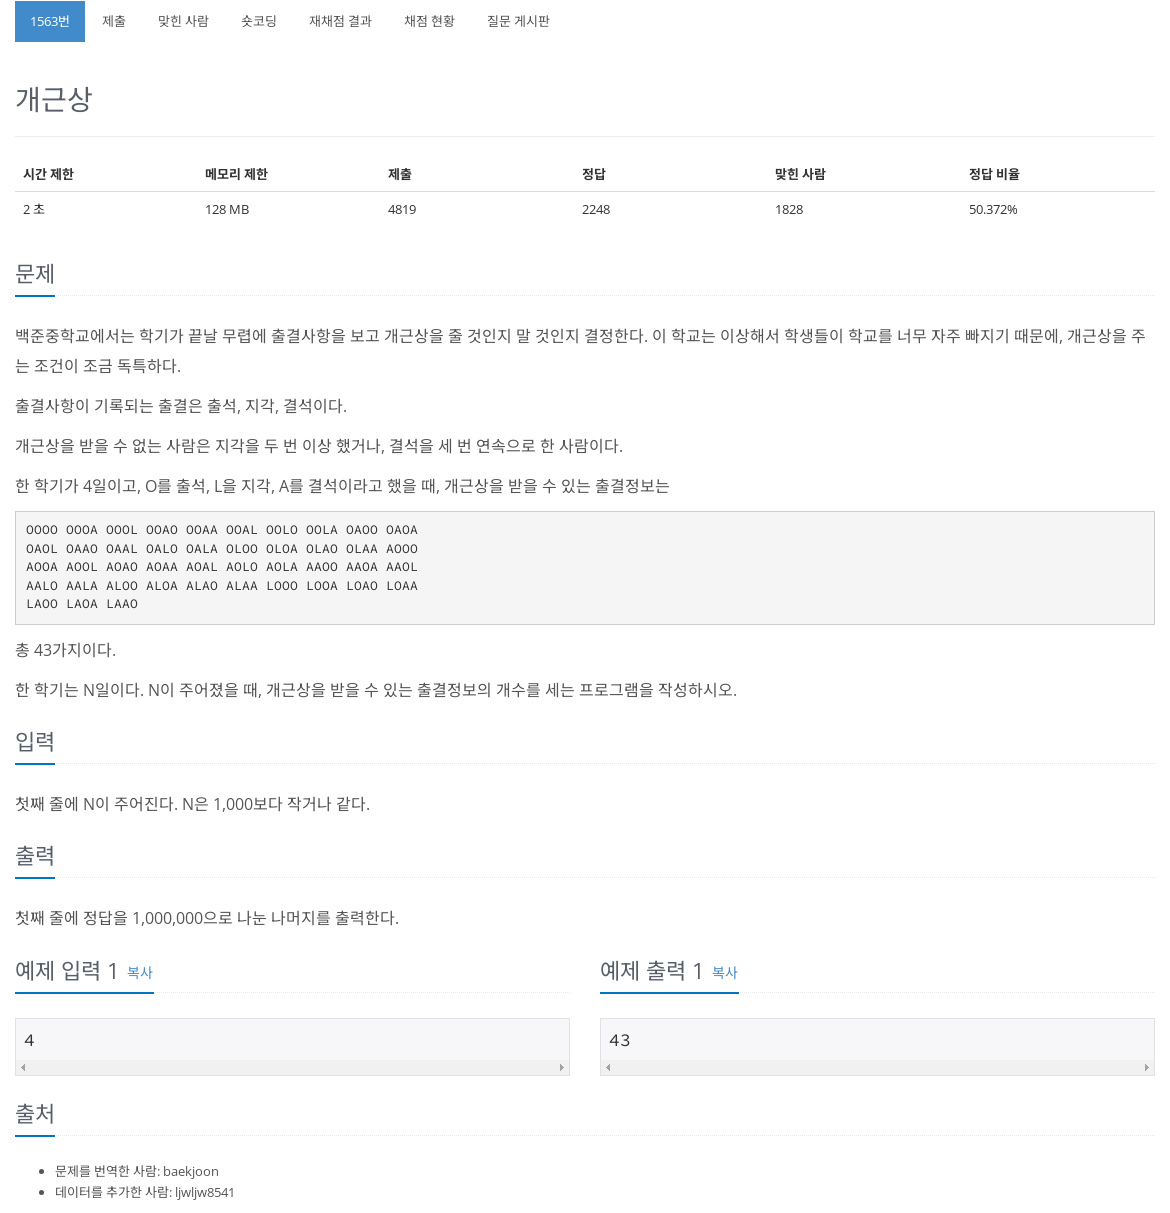 1563번 제출 맞힌 사람 숏코딩 재채점 결과 채점 현황 질문 게시판
개근상
시간 제한 메모리 제한 제출 정답 맞힌 사람 정답 비율
2 초 128 MB 4819 2248 1828 50.372%
문제
백준중학교에서는 학기가 끝날 무렵에 출결사항을 보고 개근상을 줄 것인지 말 것인지 결정한다. 이 학교는 이상해서 학생들이 학교를 너무 자주 빠지기 때문에, 개근상을 주
는 조건이 조금 독특하다.
출결사항이 기록되는 출결은 출석, 지각, 결석이다.
개근상을 받을 수 없는 사람은 지각을 두 번 이상 했거나, 결석을 세 번 연속으로 한 사람이다.
한 학기가 4일이고, O를 출석, L을 지각, A를 결석이라고 했을 때, 개근상을 받을 수 있는 출결정보는
OOOO OOOA OOOL OOAO OOAA OOAL OOLO OOLA OAOO OAOA
OAOL OAAO OAAL OALO OALA OLOO OLOA OLAO OLAA AOOO
AOOA AOOL AOAO AOAA AOAL AOLO AOLA AAOO AAOA AAOL
AALO AALA ALOO ALOA ALAO ALAA LOOO LOOA LOAO LOAA
LAOO LAOA LAAO
총 43가지이다.
한 학기는 N일이다. N이 주어졌을 때, 개근상을 받을 수 있는 출결정보의 개수를 세는 프로그램을 작성하시오.
입력
첫째 줄에 N이 주어진다. N은 1,000보다 작거나 같다.
출력
첫째 줄에 정답을 1,000,000으로 나눈 나머지를 출력한다.
예제 입력 1 복사
4
예제 출력 1 복사
43
출처
문제를 번역한 사람: baekjoon
데이터를 추가한 사람: ljwljw8541